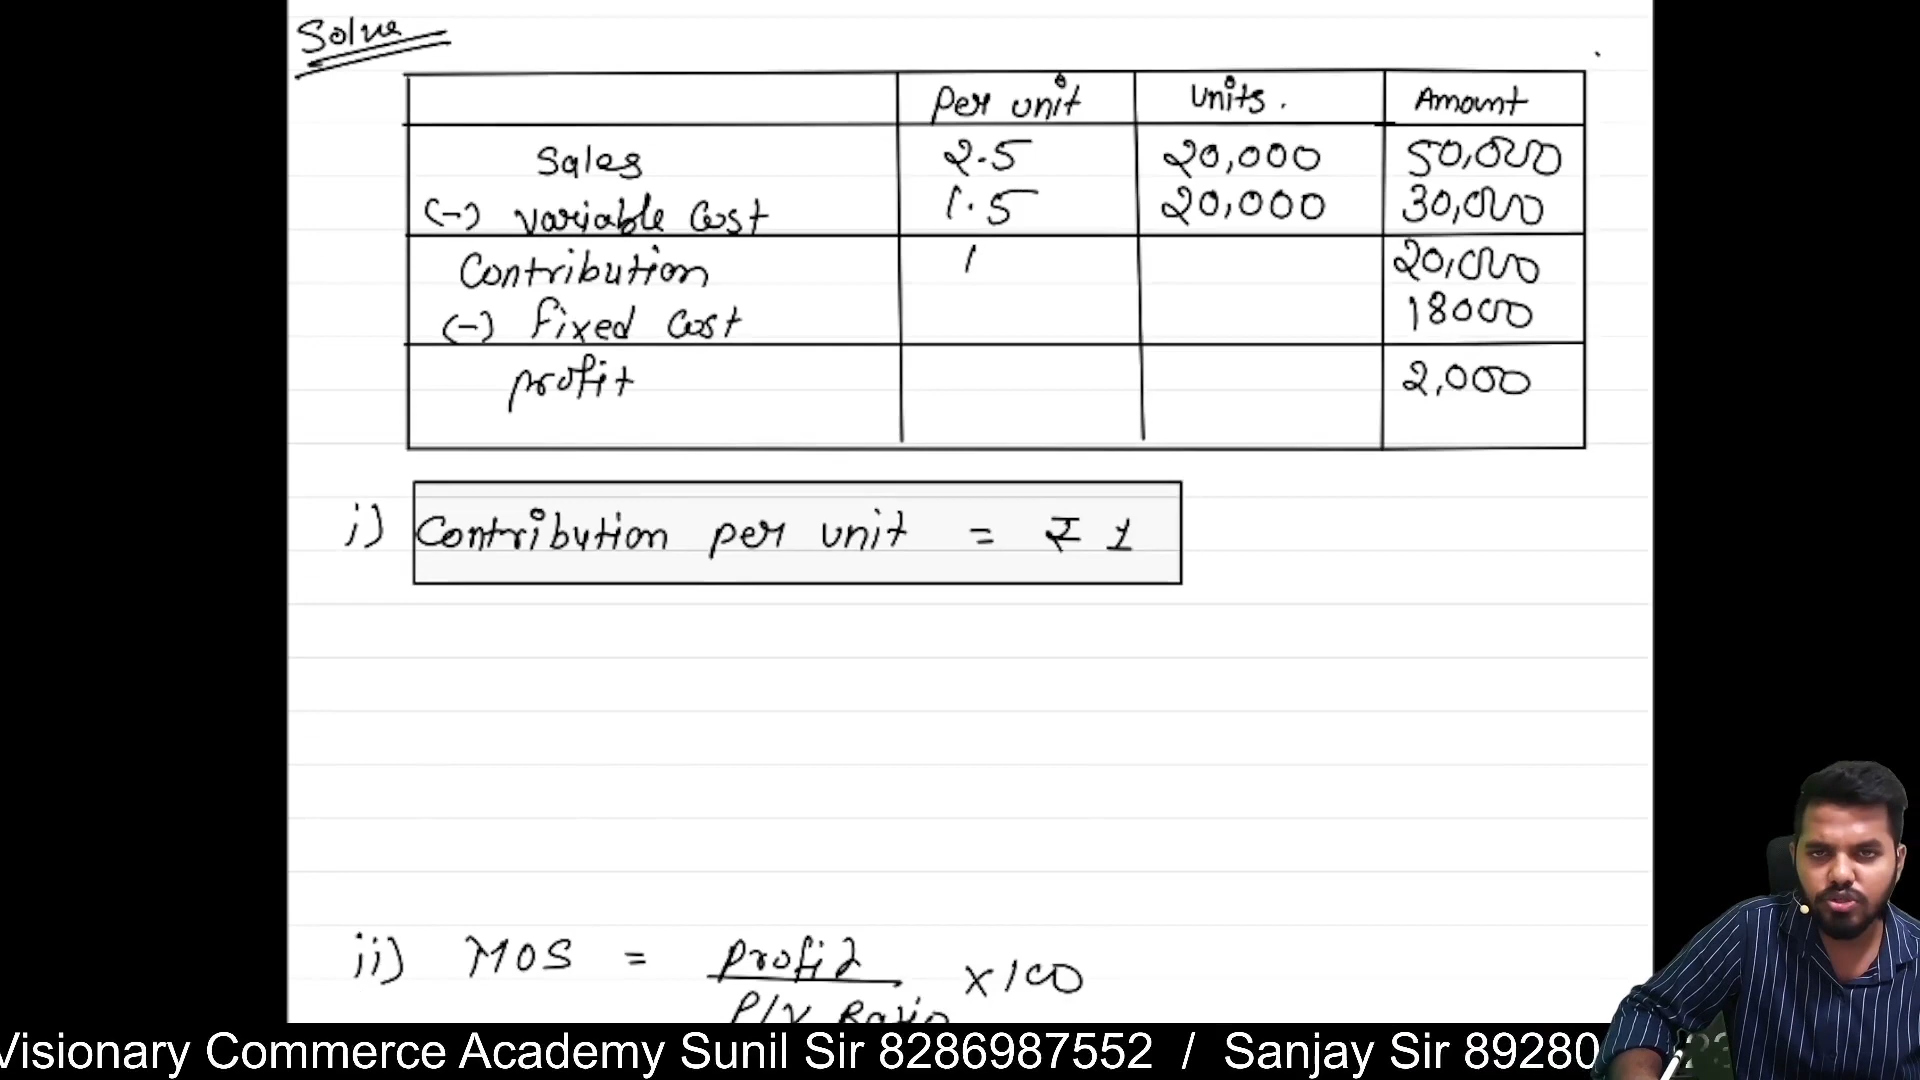 Solve
Per unit Units. Amount
Sales 2.5 20,000 50,000
(-) variable Cost 1.5 20,000 30,000
Contribution 1 20,000
(-) fixed Cost 18000
profit 2,000
i) Contribution per unit = ₹ 1
ii) MOS = Profit x100
P/V Ratio
Visionary Commerce Academy Sunil Sir 8286987552 / Sanjay Sir 89280